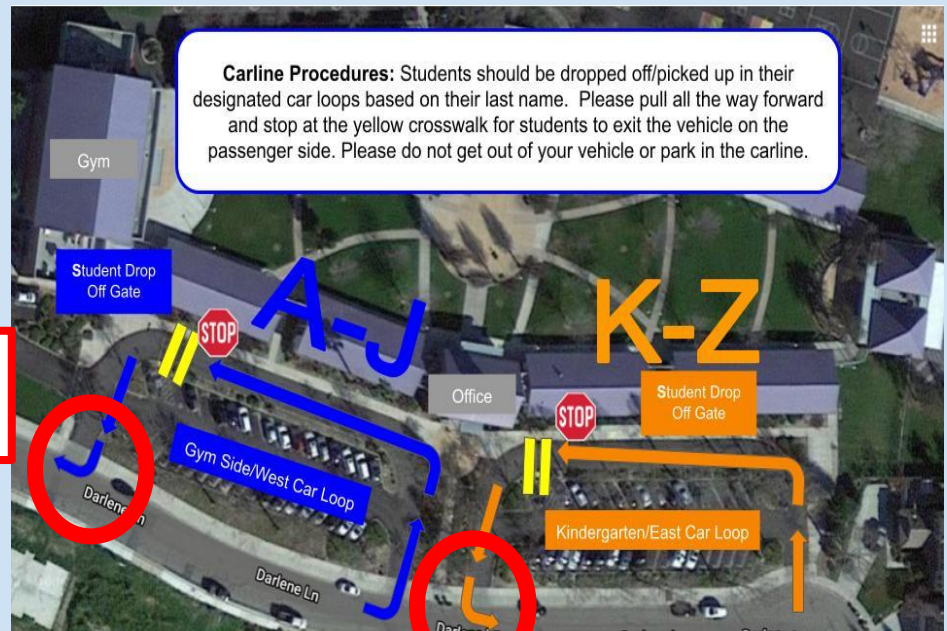 Carline Procedures: Students should be dropped off/picked up in their
designated car loops based on their last name. Please pull all the way forward
and stop at the yellow crosswalk for students to exit the vehicle on the
passenger side. Please do not get out of your vehicle or park in the carline.
Gym
Student Drop
Off Gate
STOP
A-J
K-Z
Office
Student Drop
Off Gate
STOP
Gym Side/West Car Loop
Kindergarten/East Car Loop
Darlene Ln
Darlene Ln